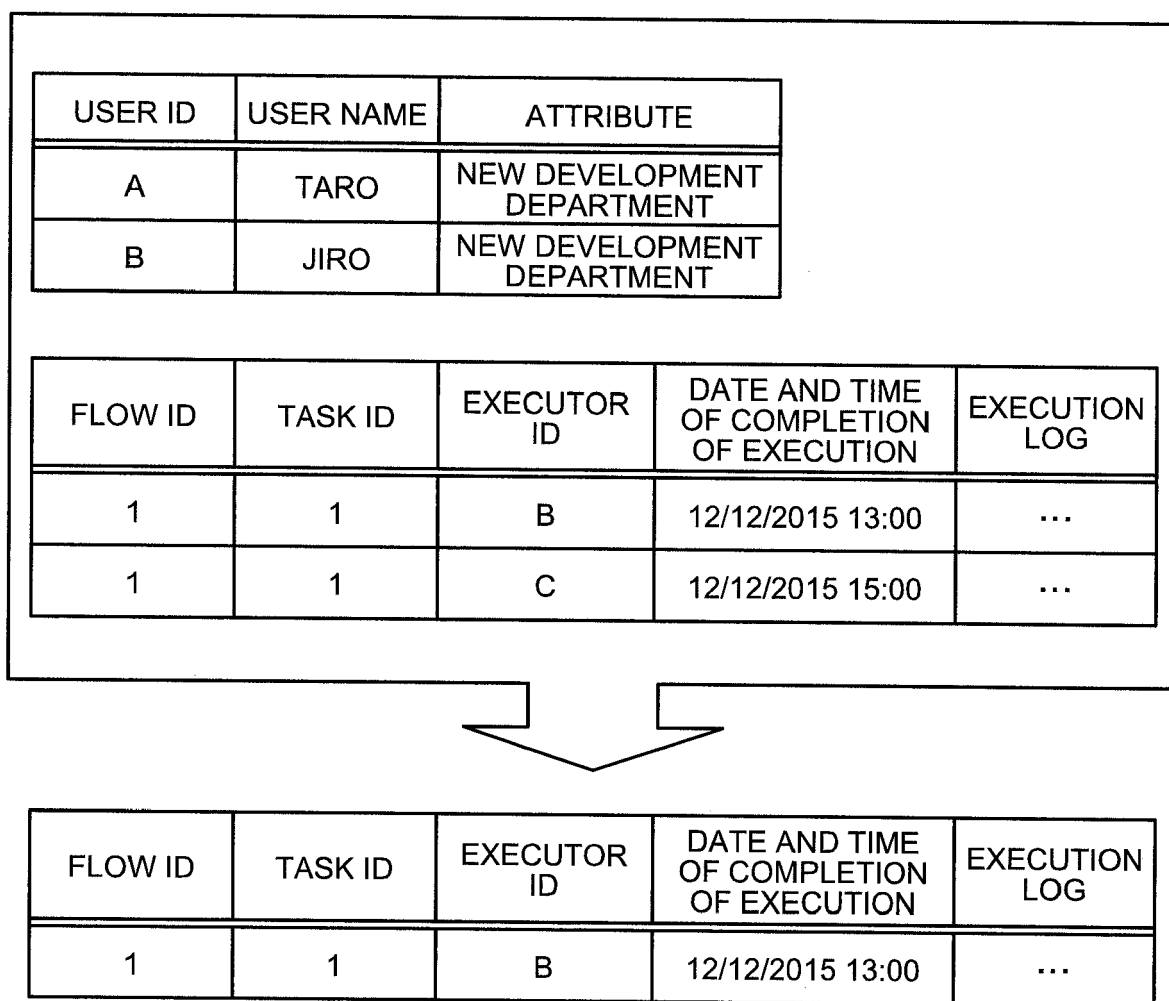 USER ID USER NAME ATTRIBUTE
A TARO NEW DEVELOPMENT DEPARTMENT
B JIRO NEW DEVELOPMENT DEPARTMENT
FLOW ID TASK ID EXECUTOR ID DATE AND TIME OF COMPLETION OF EXECUTION EXECUTION LOG
1 1 B 12/12/2015 13:00 ...
1 1 C 12/12/2015 15:00 ...
FLOW ID TASK ID EXECUTOR ID DATE AND TIME OF COMPLETION OF EXECUTION EXECUTION LOG
1 1 B 12/12/2015 13:00 ...